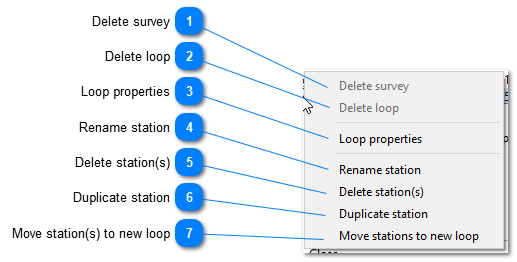 Delete survey 1
Delete loop 2
Loop properties 3
Rename station 4
Delete station(s) 5
Duplicate station 6
Move station(s) to new loop 7
Delete survey
Delete loop
Loop properties
Rename station
Delete station(s)
Duplicate station
Move stations to new loop